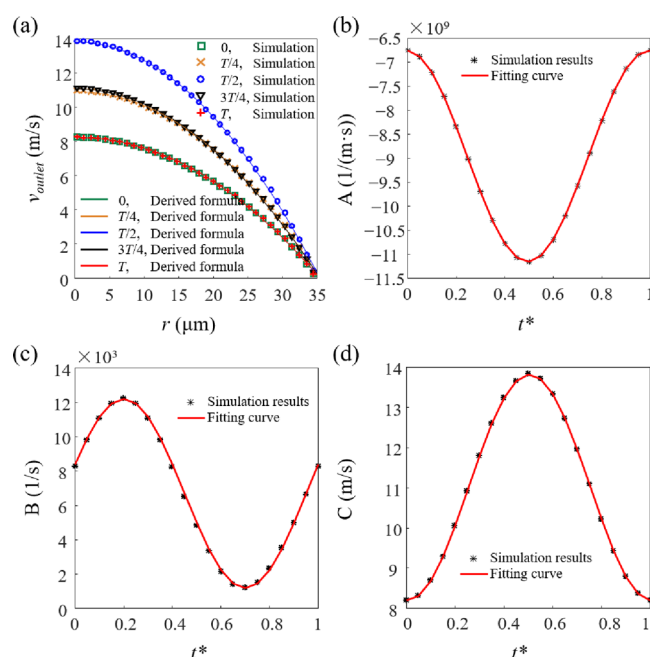 (a)
14
12
10
8
6
4
2
0
v_outlet (m/s)
0, Simulation
T/4, Simulation
T/2, Simulation
3T/4, Simulation
T, Simulation
0, Derived formula
T/4, Derived formula
T/2, Derived formula
3T/4, Derived formula
T, Derived formula
0 5 10 15 20 25 30 35
r (μm)
(b)
×10⁹
−6.5
−7
−7.5
−8
−8.5
−9
−9.5
−10
−10.5
−11
−11.5
A (1/(m·s))
Simulation results
Fitting curve
0 0.2 0.4 0.6 0.8 1
t*
(c)
×10³
14
12
10
8
6
4
2
0
B (1/s)
Simulation results
Fitting curve
0 0.2 0.4 0.6 0.8 1
t*
(d)
14
13
12
11
10
9
8
C (m/s)
Simulation results
Fitting curve
0 0.2 0.4 0.6 0.8 1
t*